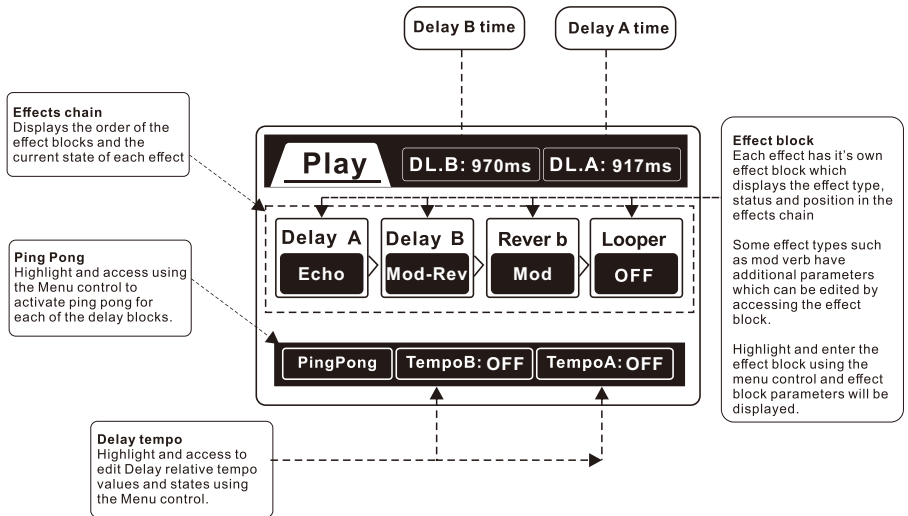 Delay B time
Delay A time
Effects chain
Displays the order of the
effect blocks and the
current state of each effect
Ping Pong
Highlight and access using
the Menu control to
activate ping pong for
each of the delay blocks.
Play
DL.B: 970ms
DL.A: 917ms
Delay A
Echo
Delay B
Mod-Rev
Rever b
Mod
Looper
OFF
PingPong
TempoB: OFF
TempoA: OFF
Effect block
Each effect has it's own
effect block which
displays the effect type,
status and position in the
effects chain
Some effect types such
as mod verb have
additional parameters
which can be edited by
accessing the effect
block.
Highlight and enter the
effect block using the
menu control and effect
block parameters will be
displayed.
Delay tempo
Highlight and access to
edit Delay relative tempo
values and states using
the Menu control.